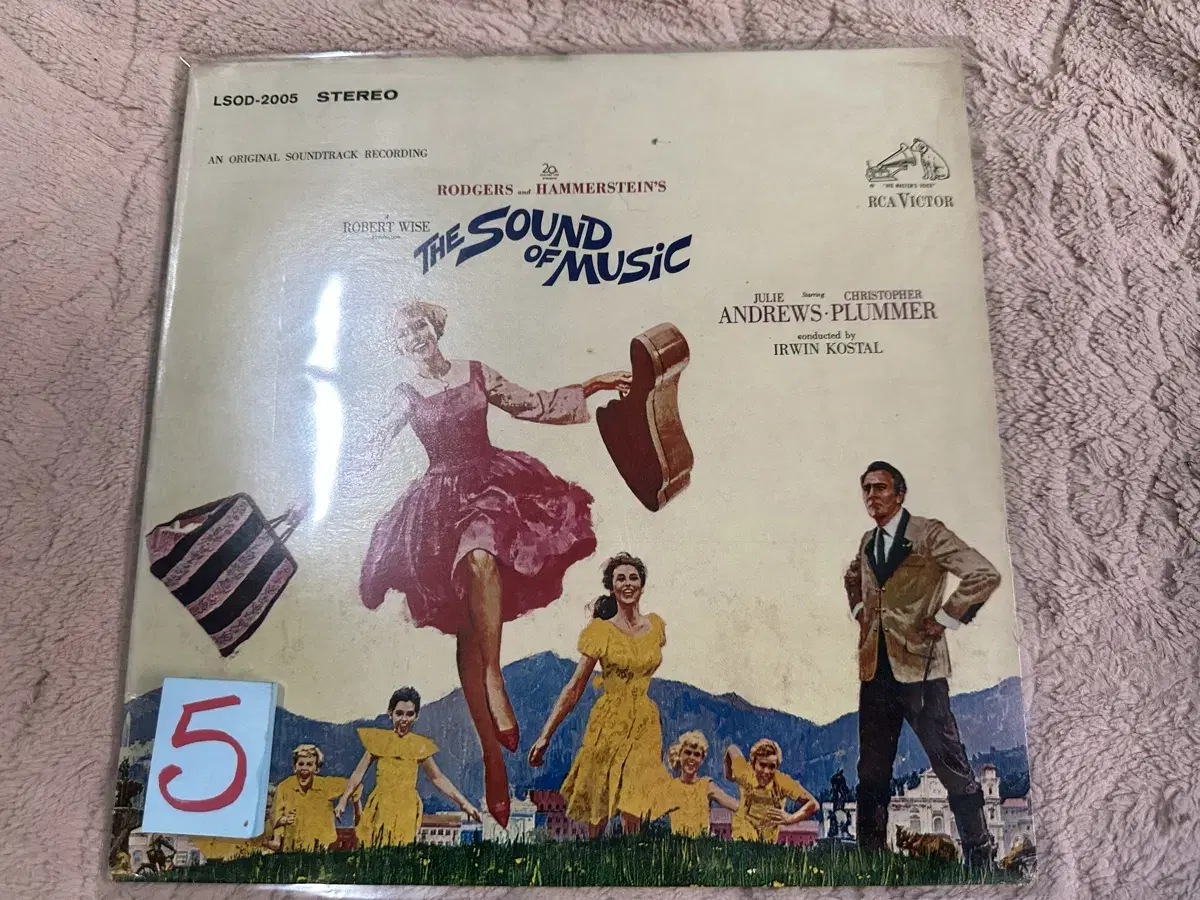 LSOD-2005 STEREO
AN ORIGINAL SOUNDTRACK RECORDING
20
RODGERS and HAMMERSTEIN'S
A
ROBERT WISE
THE SOUND
OF MUSIC
"HIS MASTER'S VOICE"
RCA VICTOR
JULIE Starring CHRISTOPHER
ANDREWS · PLUMMER
conducted by
IRWIN KOSTAL
5